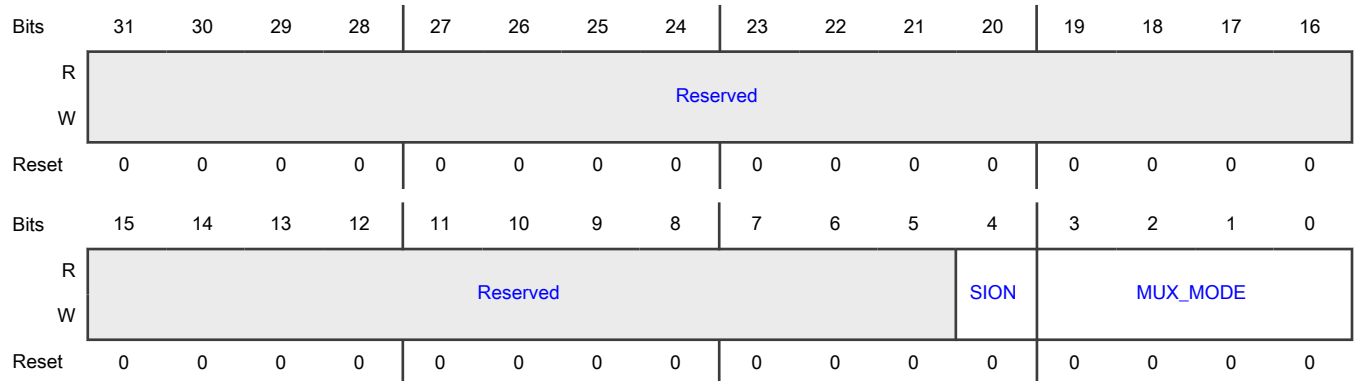 Bits 31 30 29 28 27 26 25 24 23 22 21 20 19 18 17 16
R
Reserved
W
Reset 0 0 0 0 0 0 0 0 0 0 0 0 0 0 0 0
Bits 15 14 13 12 11 10 9 8 7 6 5 4 3 2 1 0
R
Reserved SION MUX_MODE
W
Reset 0 0 0 0 0 0 0 0 0 0 0 0 0 0 0 0